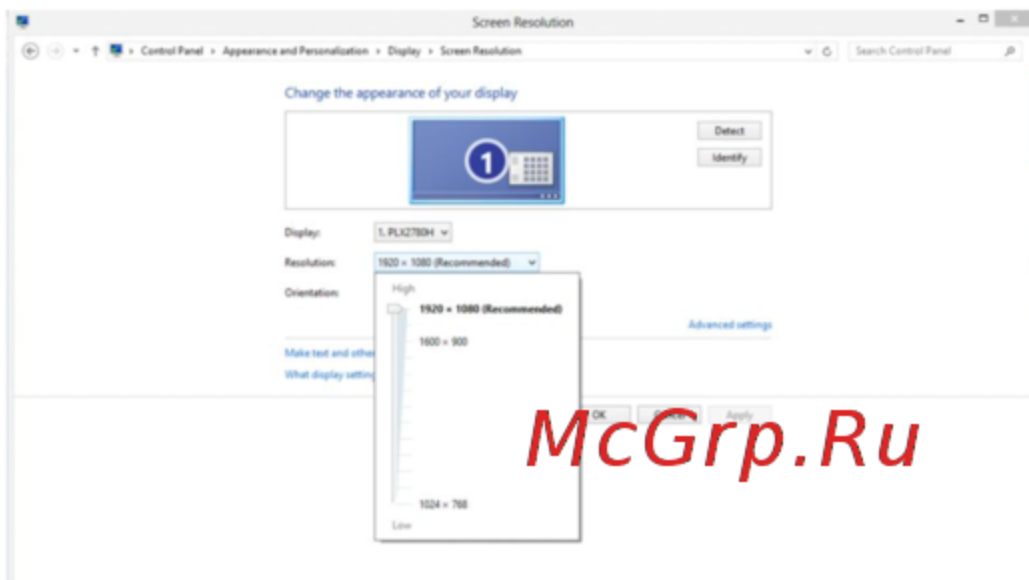 Screen Resolution
Control Panel Appearance and Personalization Display Screen Resolution
Search Control Panel
Change the appearance of your display
Detect
1
Identify
Display: 1. PLX2780H
Resolution: 1920 × 1080 (Recommended)
Orientation: High
1920 × 1080 (Recommended)
Advanced settings
1600 × 900
Make text and other
What display setting
OK Cancel Apply
McGrp.Ru
1024 × 768
Low